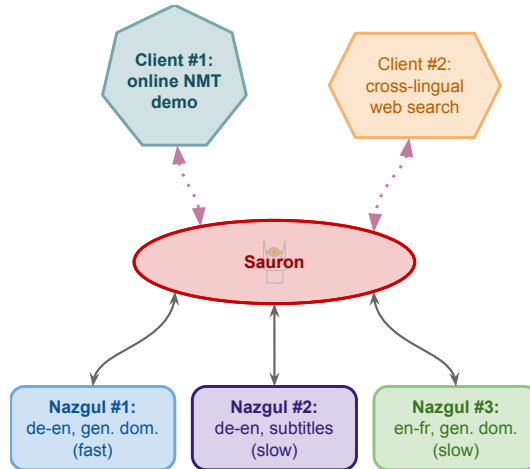 Client #1:
online NMT
demo
Client #2:
cross-lingual
web search
Sauron
Nazgul #1:
de-en, gen. dom.
(fast)
Nazgul #2:
de-en, subtitles
(slow)
Nazgul #3:
en-fr, gen. dom.
(slow)